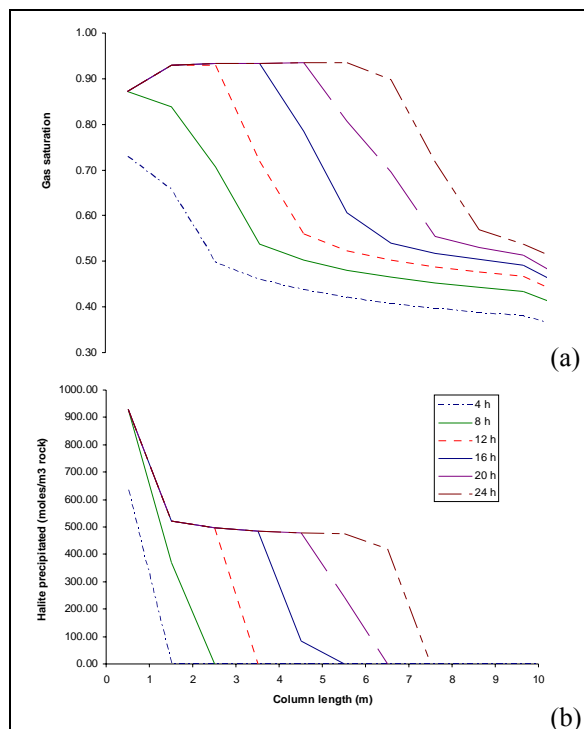 1.00
0.90
0.80
0.70
0.60
0.50
0.40
0.30
Gas saturation
(a)
1000.00
900.00
800.00
700.00
600.00
500.00
400.00
300.00
200.00
100.00
0.00
Halite precipitated (moles/m3 rock)
4 h
8 h
12 h
16 h
20 h
24 h
0 1 2 3 4 5 6 7 8 9 10
Column length (m)
(b)